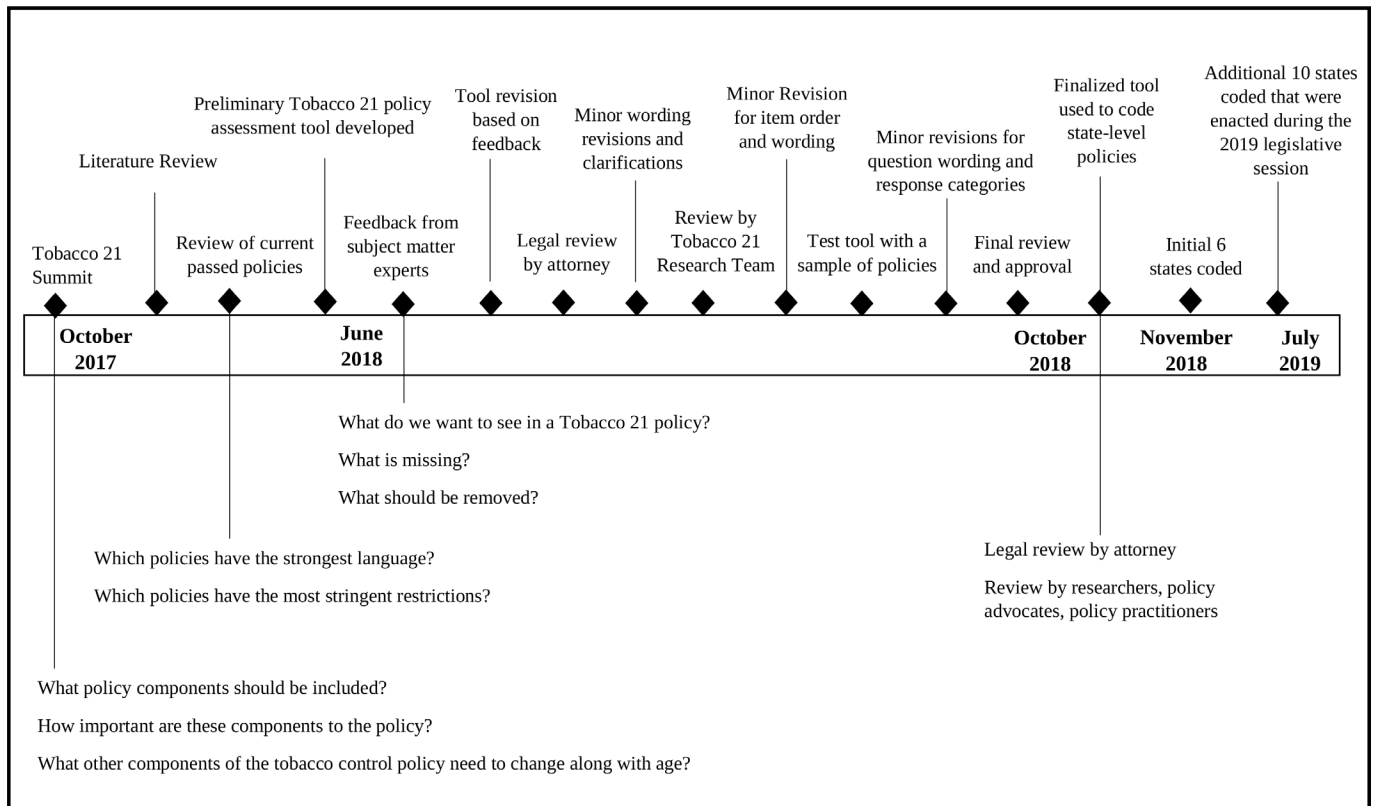 Tobacco 21
Summit
Literature Review
Review of current
passed policies
Preliminary Tobacco 21 policy
assessment tool developed
Feedback from
subject matter
experts
Tool revision
based on
feedback
Legal review
by attorney
Minor wording
revisions and
clarifications
Review by
Tobacco 21
Research Team
Minor Revision
for item order
and wording
Test tool with a
sample of policies
Minor revisions for
question wording and
response categories
Final review
and approval
Finalized tool
used to code
state-level
policies
Initial 6
states coded
Additional 10 states
coded that were
enacted during the
2019 legislative
session
October
2017
June
2018
October
2018
November
2018
July
2019
What do we want to see in a Tobacco 21 policy?
What is missing?
What should be removed?
Which policies have the strongest language?
Which policies have the most stringent restrictions?
Legal review by attorney
Review by researchers, policy
advocates, policy practitioners
What policy components should be included?
How important are these components to the policy?
What other components of the tobacco control policy need to change along with age?